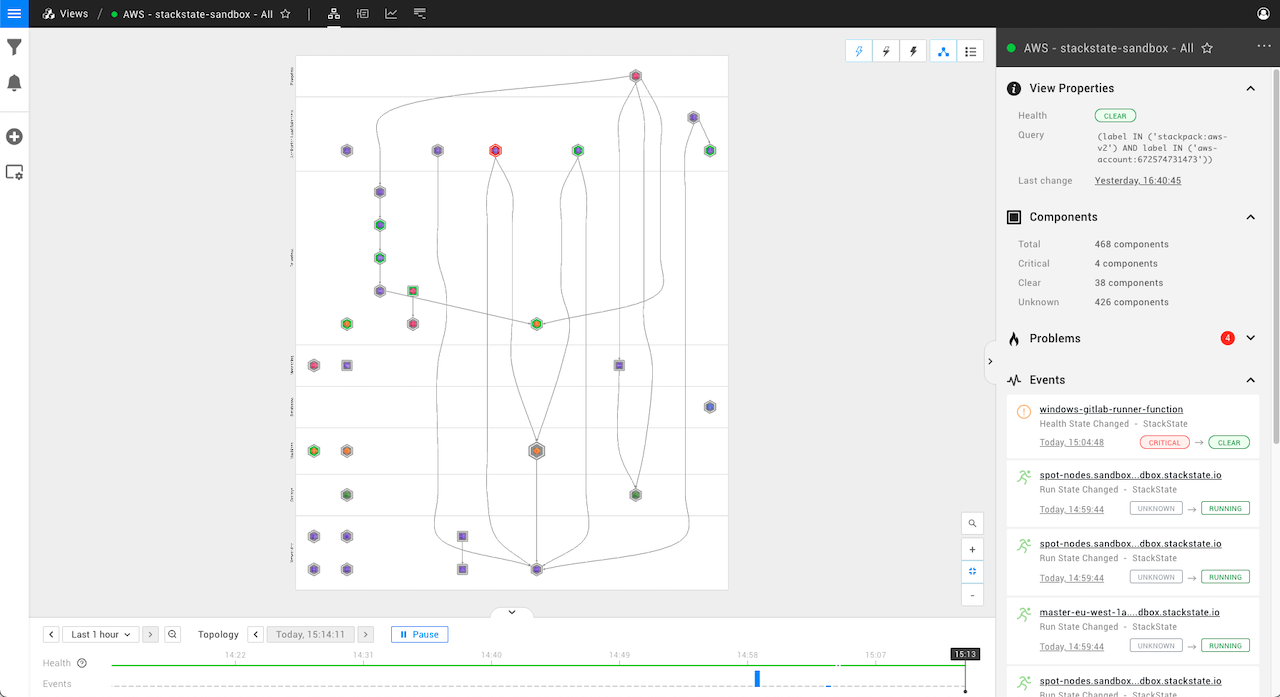 Views / AWS - stackstate-sandbox - All
AWS - stackstate-sandbox - All
View Properties
Health CLEAR
Query (label IN ('stackpack:aws-
v2') AND label IN ('aws-
account:672574731473'))
Last change Yesterday, 16:40:45
Components
Total 468 components
Critical 4 components
Clear 38 components
Unknown 426 components
Problems 4
Events
windows-gitlab-runner-function
Health State Changed - StackState
Today, 15:04:48 CRITICAL → CLEAR
spot-nodes.sandbox...dbox.stackstate.io
Run State Changed - StackState
Today, 14:59:44 UNKNOWN → RUNNING
spot-nodes.sandbox...dbox.stackstate.io
Run State Changed - StackState
Today, 14:59:44 UNKNOWN → RUNNING
master-eu-west-1a....dbox.stackstate.io
Run State Changed - StackState
Today, 14:59:44 UNKNOWN → RUNNING
spot-nodes.sandbox...dbox.stackstate.io
Run State Changed - StackState
+
-
Last 1 hour Topology Today, 15:14:11 Pause
14:22 14:31 14:40 14:49 14:58 15:07 15:13
Health
Events